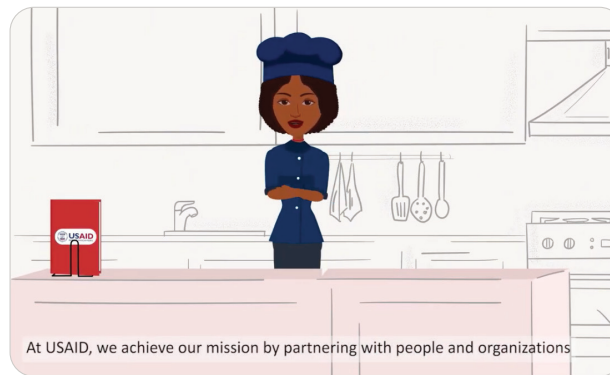 USAID
At USAID, we achieve our mission by partnering with people and organizations